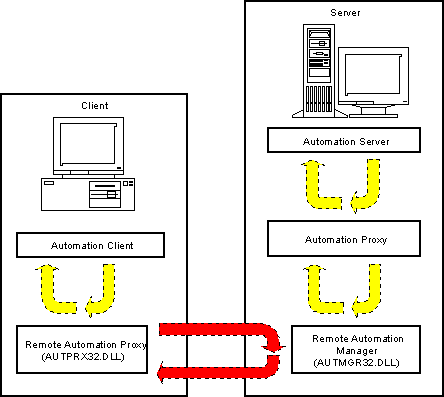 Server
Client
Automation Server
Automation Client
Automation Proxy
Remote Automation Proxy
(AUTPRX32.DLL)
Remote Automation
Manager
(AUTMGR32.DLL)